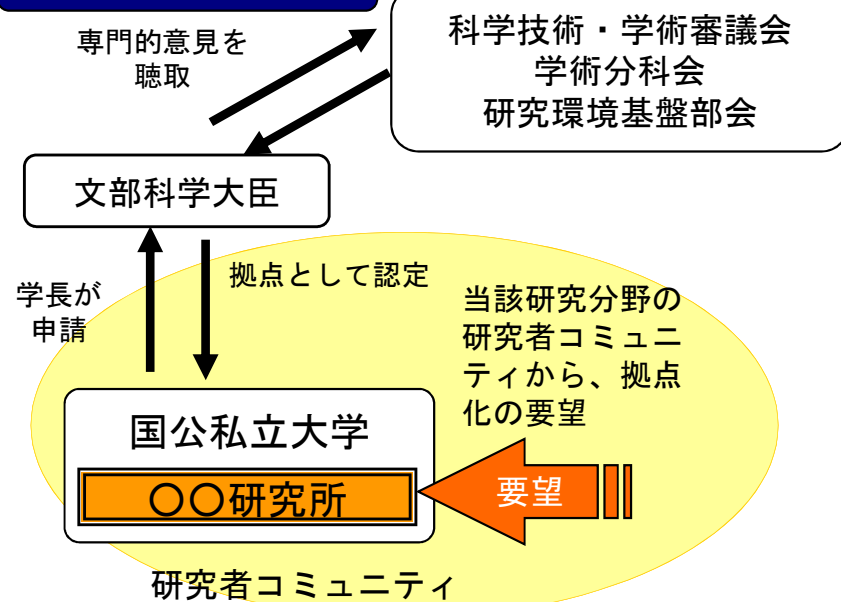 専門的意見を
聴取
科学技術・学術審議会
学術分科会
研究環境基盤部会
文部科学大臣
学長が
申請
拠点として認定
当該研究分野の
研究者コミュニ
ティから、拠点
化の要望
国公私立大学
〇〇研究所
要望
研究者コミュニティ